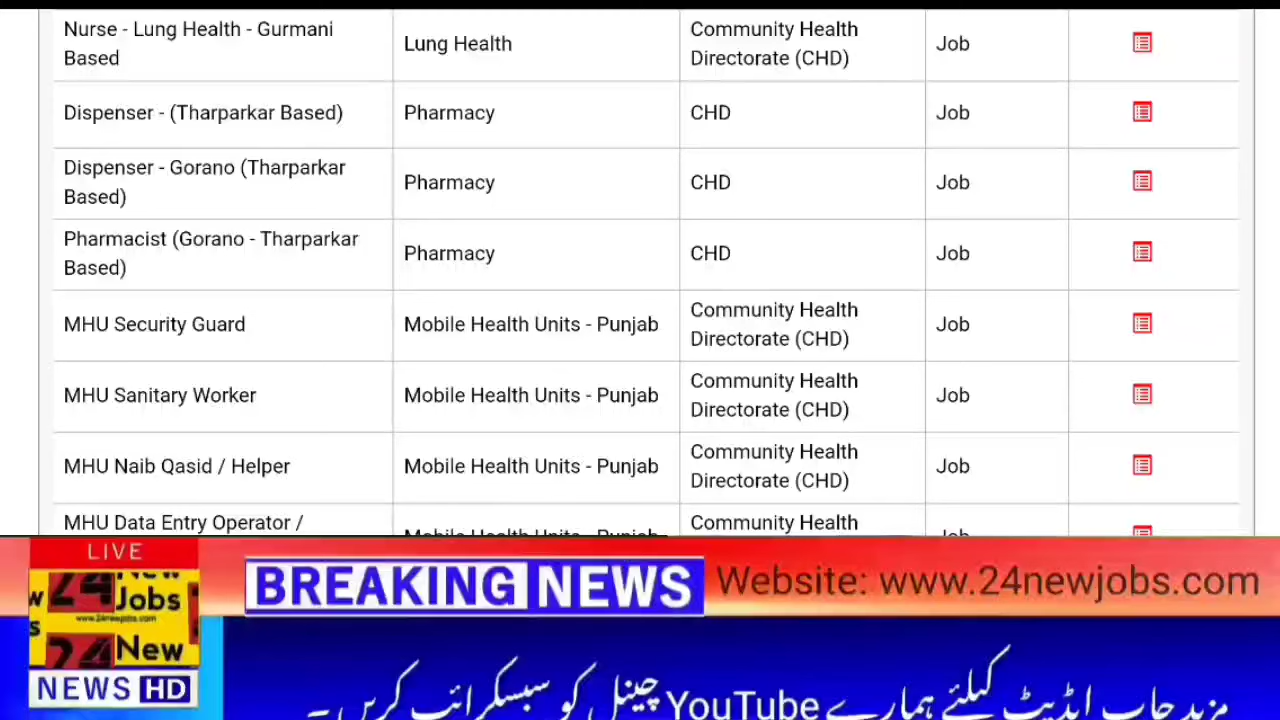 Nurse - Lung Health - Gurmani
Based)
Lung Health
Community Health
Directorate (CHD)
Job
Dispenser - (Tharparkar Based)
Pharmacy
CHD
Job
Dispenser - Gorano (Tharparkar
Based)
Pharmacy
CHD
Job
Pharmacist (Gorano - Tharparkar
Based)
Pharmacy
CHD
Job
MHU Security Guard
Mobile Health Units - Punjab
Community Health
Directorate (CHD)
Job
MHU Sanitary Worker
Mobile Health Units - Punjab
Community Health
Directorate (CHD)
Job
MHU Naib Qasid / Helper
Mobile Health Units - Punjab
Community Health
Directorate (CHD)
Job
MHU Data Entry Operator /
Mobile Health Units - Punjab
Community Health
Job
LIVE
24 New
Jobs
www.24newjobs.com
24 New
NEWS HD
BREAKING NEWS
Website: www.24newjobs.com
مزید جاب اپڈیٹ کیلئے ہمارے YouTube چینل کو سبسکرائب کریں۔